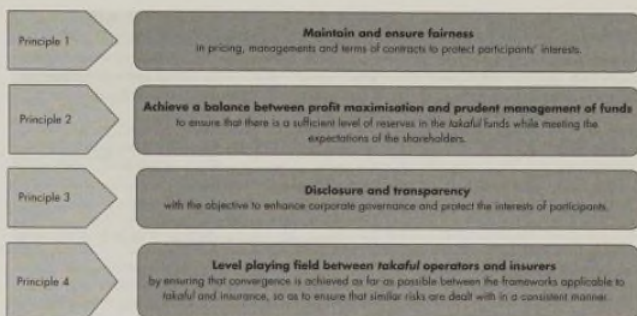 Principle 1
Maintain and ensure fairness
in pricing, managements and terms of contracts to protect participants' interests.
Principle 2
Achieve a balance between profit maximisation and prudent management of funds
to ensure that there is a sufficient level of reserves in the takaful funds while meeting the
expectations of the shareholders.
Principle 3
Disclosure and transparency
with the objective to enhance corporate governance and protect the interests of participants.
Principle 4
Level playing field between takaful operators and insurers
by ensuring that convergence is achieved as far as possible between the frameworks applicable to
takaful and insurance, so as to ensure that similar risks are dealt with in a consistent manner.